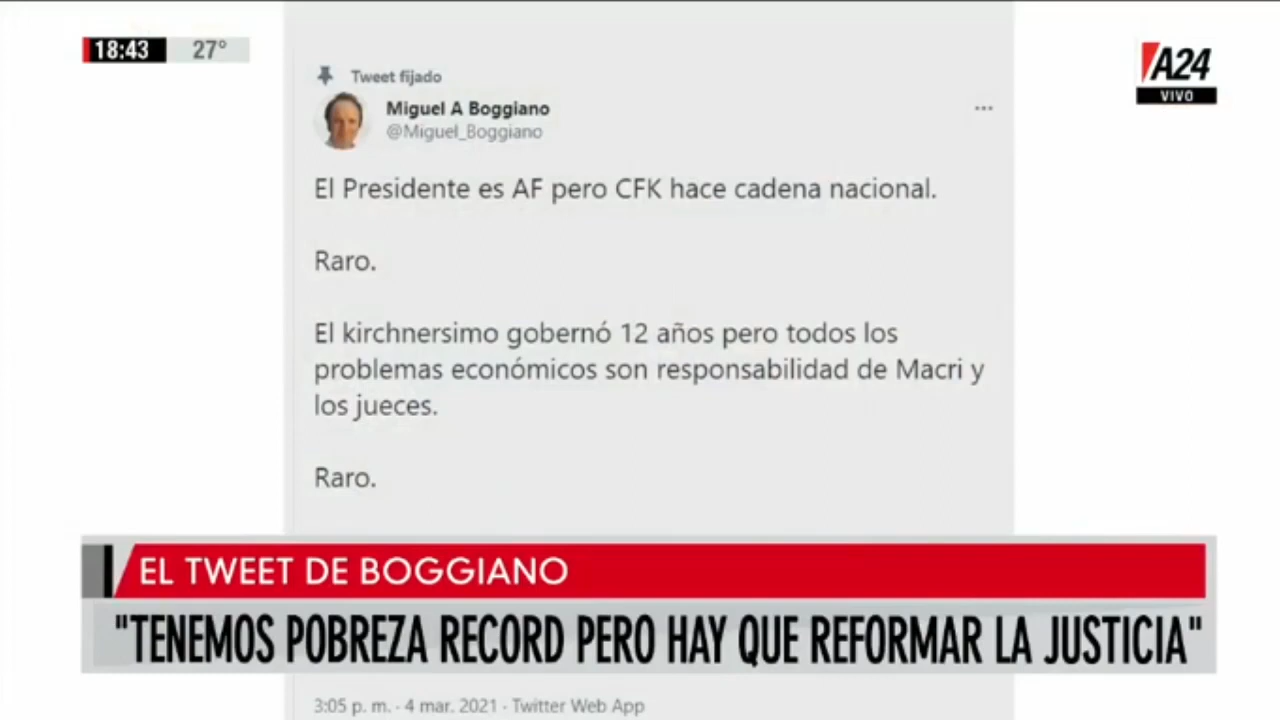 18:43 27°
A24
VIVO
Tweet fijado
Miguel A Boggiano
@Miguel_Boggiano
El Presidente es AF pero CFK hace cadena nacional.
Raro.
El kirchnersimo gobernó 12 años pero todos los
problemas económicos son responsabilidad de Macri y
los jueces.
Raro.
EL TWEET DE BOGGIANO
"TENEMOS POBREZA RECORD PERO HAY QUE REFORMAR LA JUSTICIA"
3:05 p. m. · 4 mar. 2021 · Twitter Web App